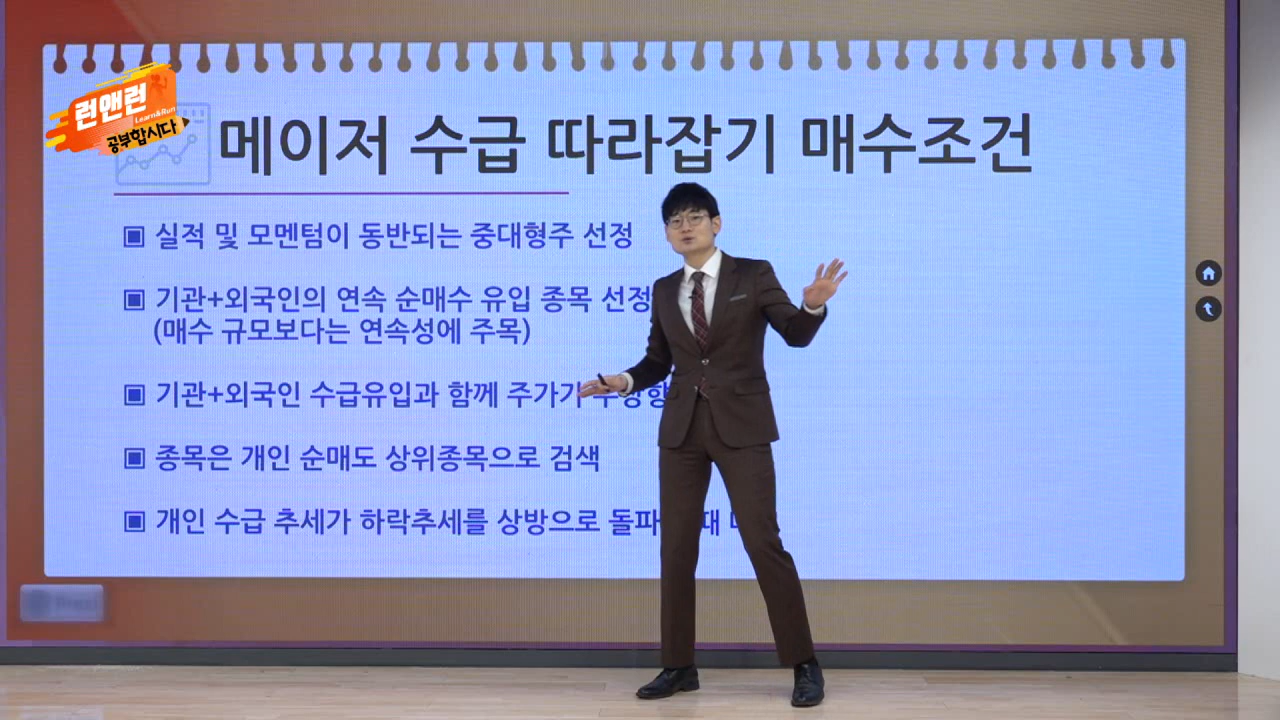 런앤런
Learn&Run
공부합시다
메이저 수급 따라잡기 매수조건
▣ 실적 및 모멘텀이 동반되는 중대형주 선정
▣ 기관+외국인의 연속 순매수 유입 종목 선정
(매수 규모보다는 연속성에 주목)
▣ 기관+외국인 수급유입과 함께 주가가
▣ 종목은 개인 순매도 상위종목으로 검색
▣ 개인 수급 추세가 하락추세를 상방으로 돌파